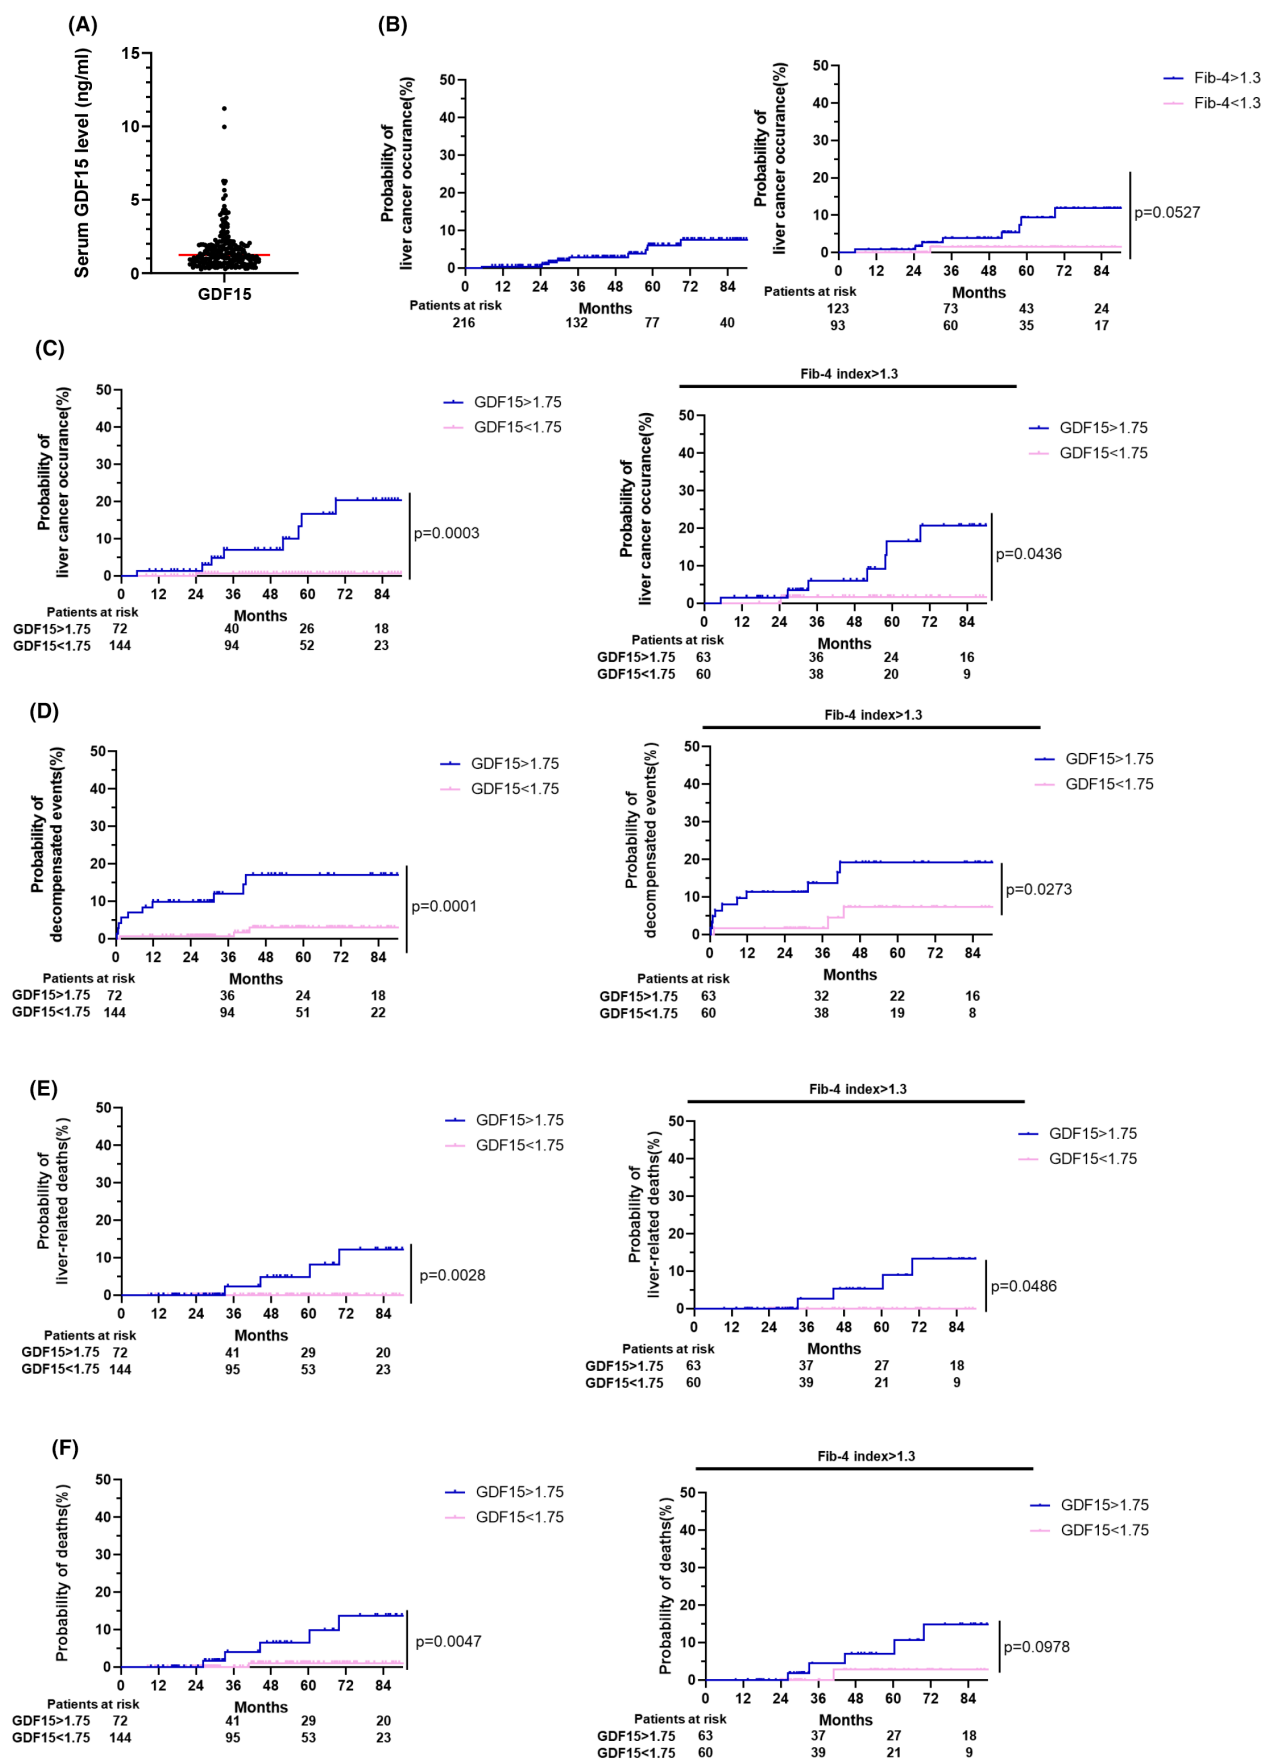 (A)
Serum GDF15 level (ng/ml)
15
10
5
0
GDF15
(B)
Probability of
liver cancer occurance(%)
50
40
30
20
10
0
0 12 24 36 48 60 72 84
Months
Patients at risk
216 132 77 40
Probability of
liver cancer occurance(%)
50
40
30
20
10
0
0 12 24 36 48 60 72 84
Months
Patients at risk
123 73 43 24
93 60 35 17
Fib-4>1.3
Fib-4<1.3
p=0.0527
(C)
Probability of
liver cancer occurance(%)
50
40
30
20
10
0
0 12 24 36 48 60 72 84
Months
Patients at risk
GDF15>1.75 72 40 26 18
GDF15<1.75 144 94 52 23
GDF15>1.75
GDF15<1.75
p=0.0003
Fib-4 index>1.3
Probability of
liver cancer occurance(%)
50
40
30
20
10
0
0 12 24 36 48 60 72 84
Months
Patients at risk
GDF15>1.75 63 36 24 16
GDF15<1.75 60 38 20 9
GDF15>1.75
GDF15<1.75
p=0.0436
(D)
Probability of
decompensated events(%)
50
40
30
20
10
0
0 12 24 36 48 60 72 84
Months
Patients at risk
GDF15>1.75 72 36 24 18
GDF15<1.75 144 94 51 22
GDF15>1.75
GDF15<1.75
p=0.0001
Fib-4 index>1.3
Probability of
decompensated events(%)
50
40
30
20
10
0
0 12 24 36 48 60 72 84
Months
Patients at risk
GDF15>1.75 63 32 22 16
GDF15<1.75 60 38 19 8
GDF15>1.75
GDF15<1.75
p=0.0273
(E)
Probability of
liver-related deaths(%)
50
40
30
20
10
0
0 12 24 36 48 60 72 84
Months
Patients at risk
GDF15>1.75 72 41 29 20
GDF15<1.75 144 95 53 23
GDF15>1.75
GDF15<1.75
p=0.0028
Fib-4 index>1.3
Probability of
liver-related deaths(%)
50
40
30
20
10
0
0 12 24 36 48 60 72 84
Months
Patients at risk
GDF15>1.75 63 37 27 18
GDF15<1.75 60 39 21 9
GDF15>1.75
GDF15<1.75
p=0.0486
(F)
Probability of deaths(%)
50
40
30
20
10
0
0 12 24 36 48 60 72 84
Months
Patients at risk
GDF15>1.75 72 41 29 20
GDF15<1.75 144 95 53 23
GDF15>1.75
GDF15<1.75
p=0.0047
Fib-4 index>1.3
Probability of deaths(%)
50
40
30
20
10
0
0 12 24 36 48 60 72 84
Months
Patients at risk
GDF15>1.75 63 37 27 18
GDF15<1.75 60 39 21 9
GDF15>1.75
GDF15<1.75
p=0.0978